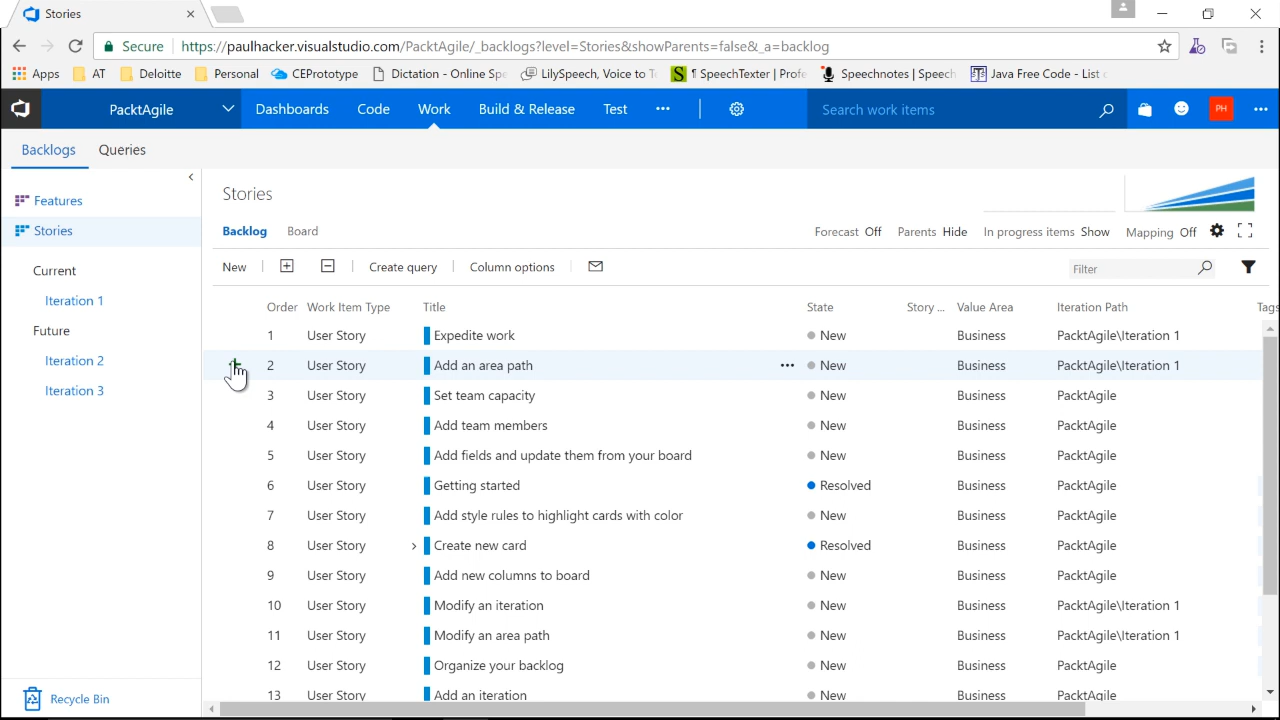 Stories
Secure https://paulhacker.visualstudio.com/PacktAgile/_backlogs?level=Stories&showParents=false&_a=backlog
Apps AT Deloitte Personal CEPrototype Dictation - Online Spe LilySpeech, Voice to T S ¶ SpeechTexter | Profe Speechnotes | Speech Java Free Code - List
PacktAgile Dashboards Code Work Build & Release Test ••• Search work items PH •••
Backlogs Queries
Features
Stories
Current
Iteration 1
Future
Iteration 2
Iteration 3
Recycle Bin
Stories
Backlog Board Forecast Off Parents Hide In progress items Show Mapping Off
New Create query Column options Filter
Order Work Item Type Title State Story ... Value Area Iteration Path Tags
1 User Story Expedite work New Business PacktAgile\Iteration 1
2 User Story Add an area path ••• New Business PacktAgile\Iteration 1
3 User Story Set team capacity New Business PacktAgile
4 User Story Add team members New Business PacktAgile
5 User Story Add fields and update them from your board New Business PacktAgile
6 User Story Getting started Resolved Business PacktAgile
7 User Story Add style rules to highlight cards with color New Business PacktAgile
8 User Story Create new card Resolved Business PacktAgile
9 User Story Add new columns to board New Business PacktAgile
10 User Story Modify an iteration New Business PacktAgile\Iteration 1
11 User Story Modify an area path New Business PacktAgile\Iteration 1
12 User Story Organize your backlog New Business PacktAgile
13 User Story Add an iteration New Business PacktAgile